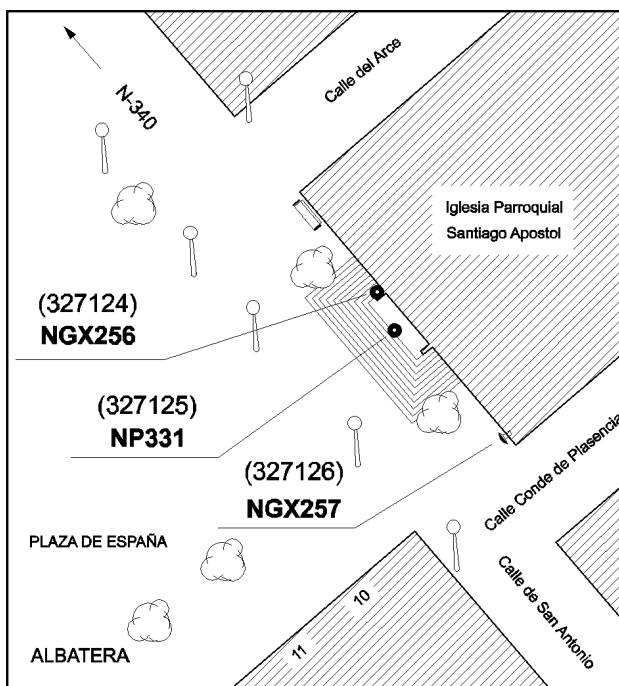 N-340
Calle del Arce
Iglesia Parroquial
Santiago Apostol
(327124)
NGX256
(327125)
NP331
(327126)
NGX257
Calle Conde de Plasencia
PLAZA DE ESPAÑA
Calle de San Antonio
10
11
ALBATERA